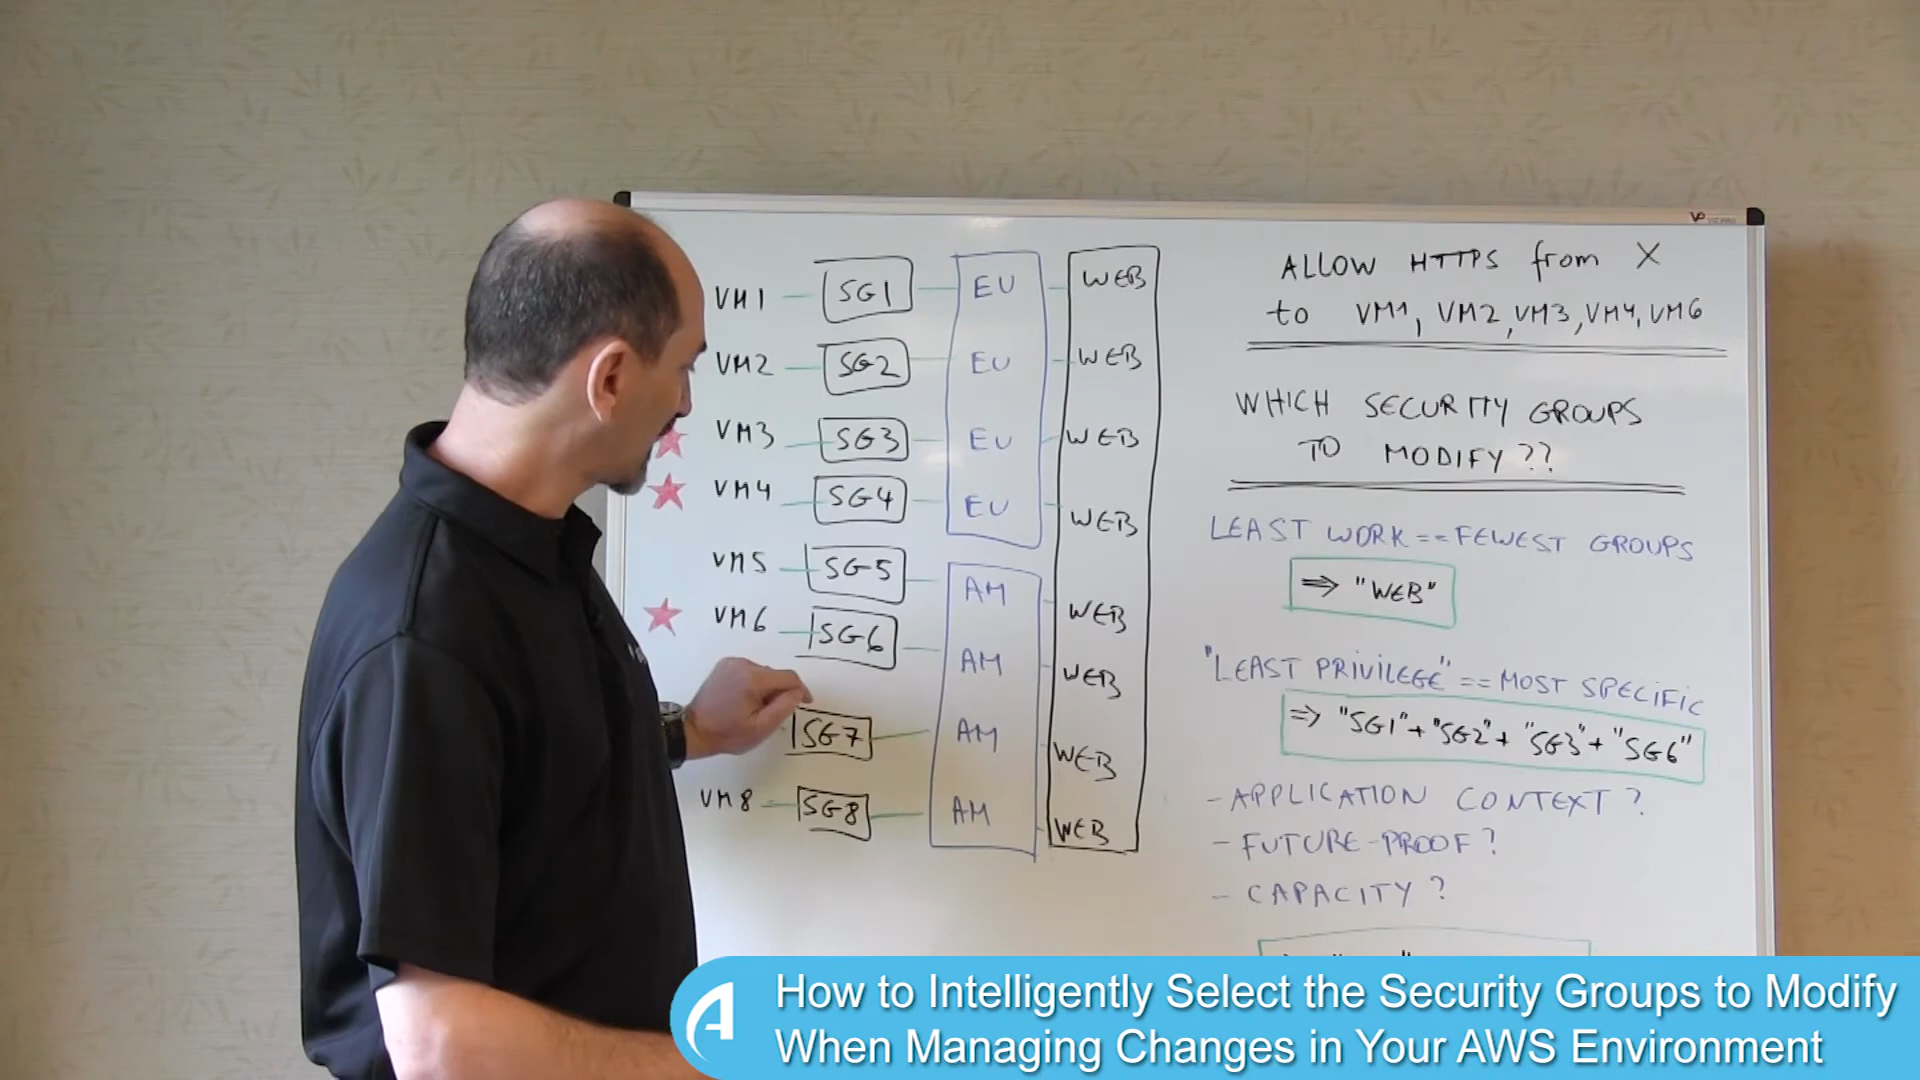 VM1 SG1 EU WEB
VM2 SG2 EU WEB
VM3 SG3 EU WEB
VM4 SG4 EU WEB
VM5 SG5 AM WEB
VM6 SG6 AM WEB
SG7 AM WEB
VM8 SG8 AM WEB
ALLOW HTTPS from X
to VM1, VM2, VM3, VM4, VM6
WHICH SECURITY GROUPS
TO MODIFY??
LEAST WORK == FEWEST GROUPS
⇒ "WEB"
"LEAST PRIVILEGE" == MOST SPECIFIC
⇒ "SG1" + "SG2" + "SG3" + "SG6"
- APPLICATION CONTEXT?
- FUTURE-PROOF?
- CAPACITY?
How to Intelligently Select the Security Groups to Modify
When Managing Changes in Your AWS Environment